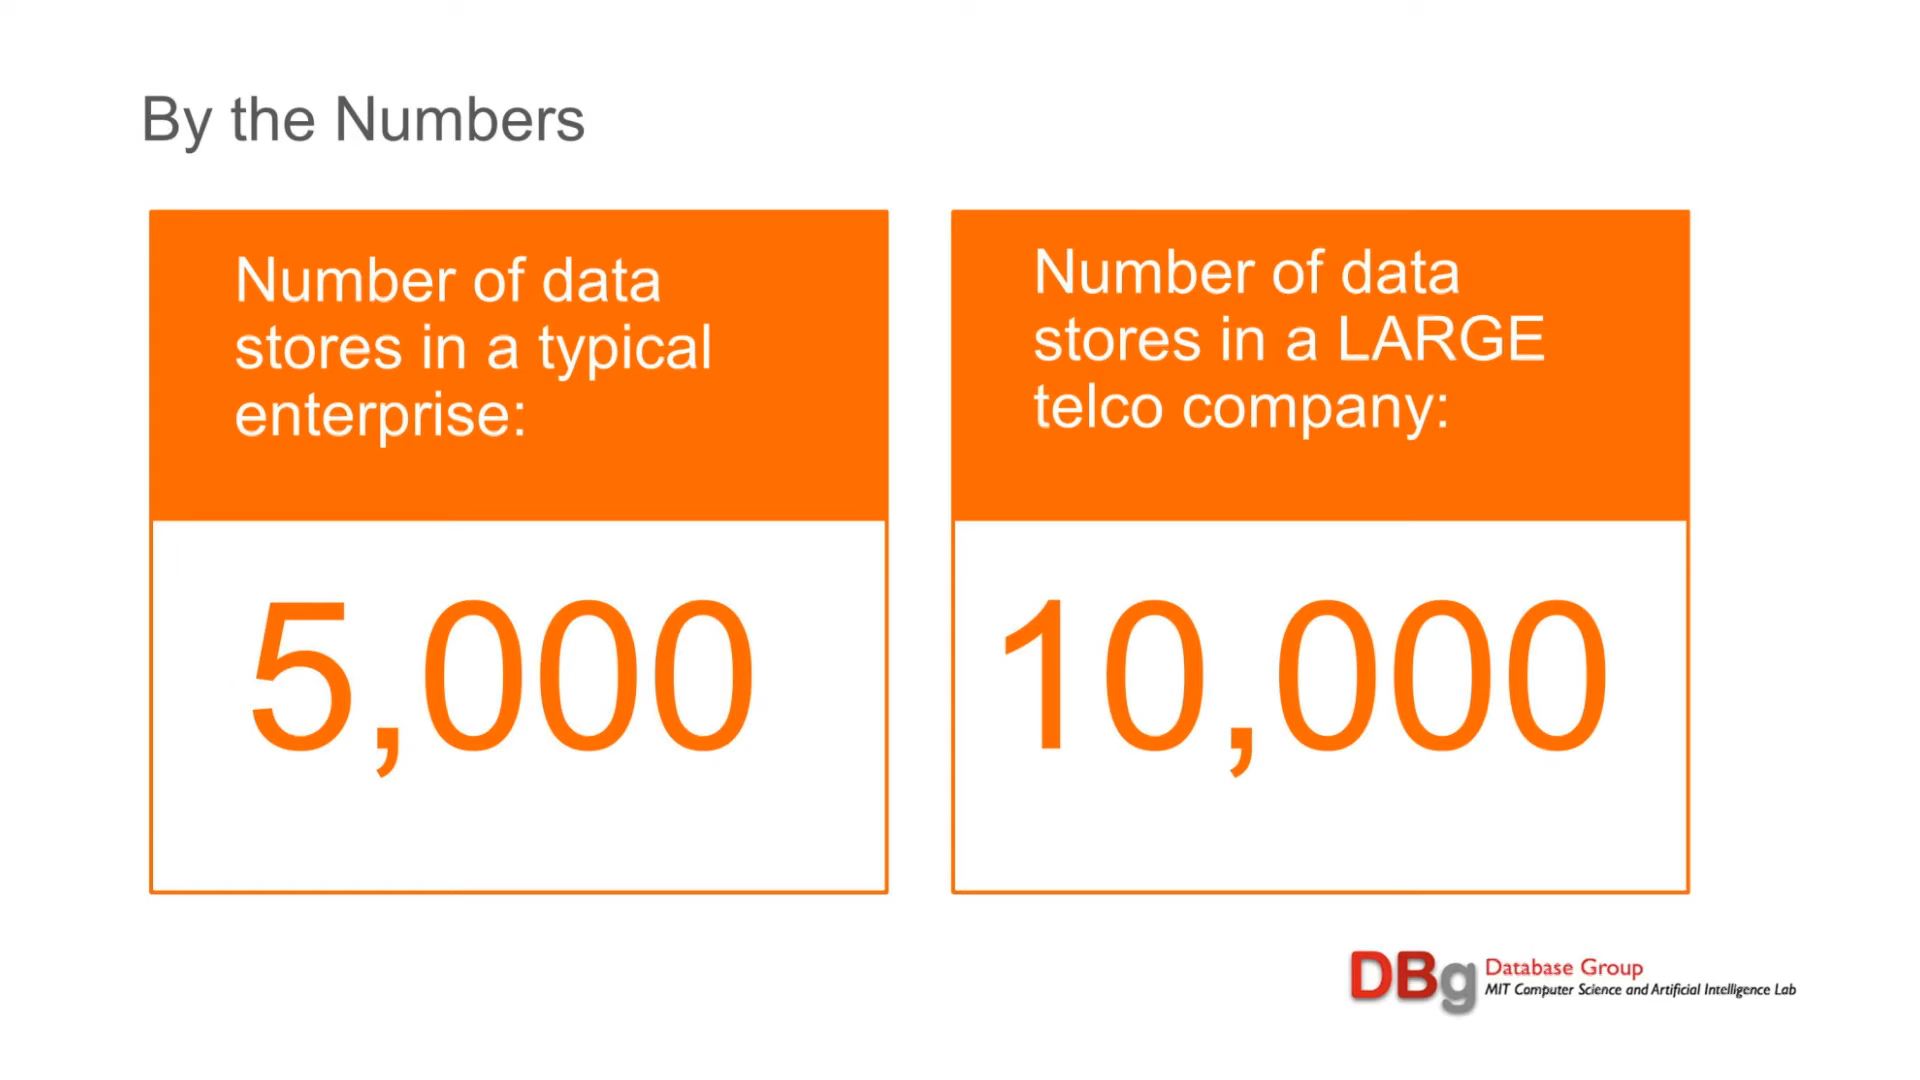 By the Numbers
Number of data
stores in a typical
enterprise:
5,000
Number of data
stores in a LARGE
telco company:
10,000
DBg
Database Group
MIT Computer Science and Artificial Intelligence Lab